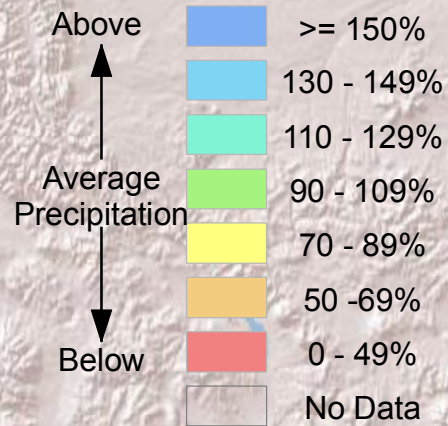 Above
>= 150%
130 - 149%
110 - 129%
Average
Precipitation
90 - 109%
70 - 89%
50 -69%
Below
0 - 49%
No Data